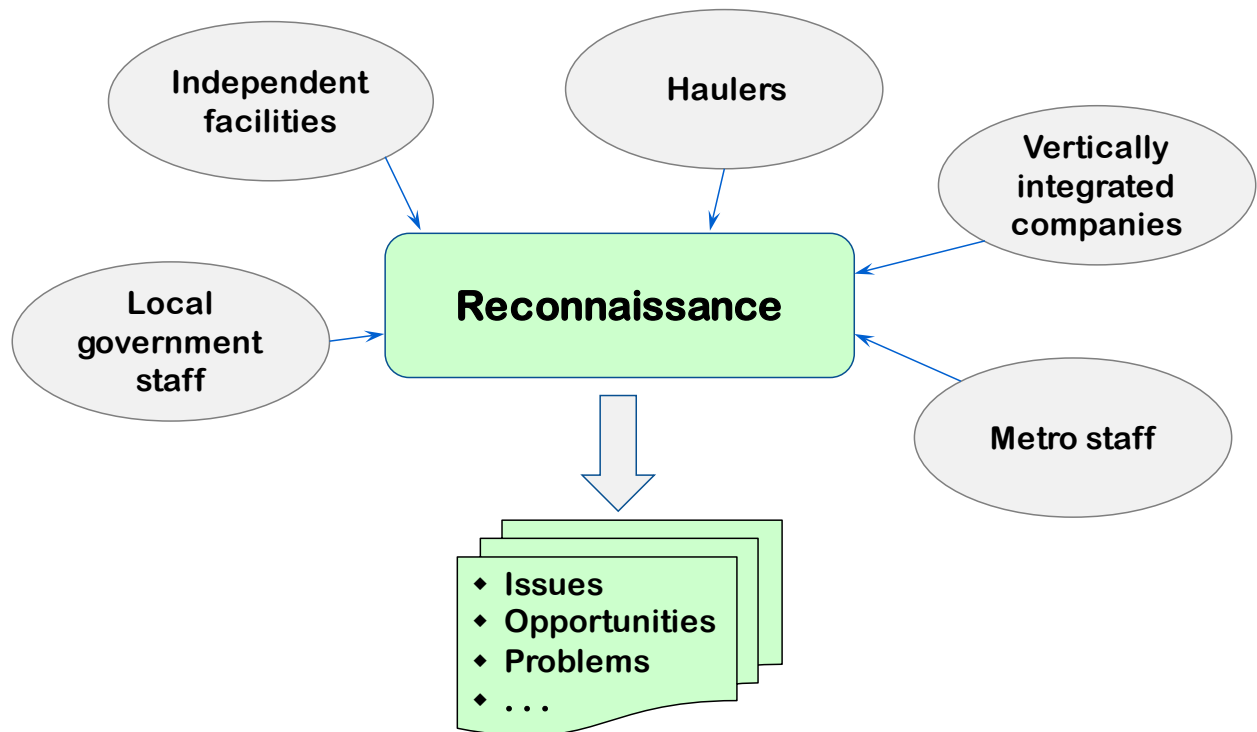 Independent
facilities
Haulers
Vertically
integrated
companies
Local
government
staff
Reconnaissance
Metro staff
◆ Issues
◆ Opportunities
◆ Problems
◆ . . .